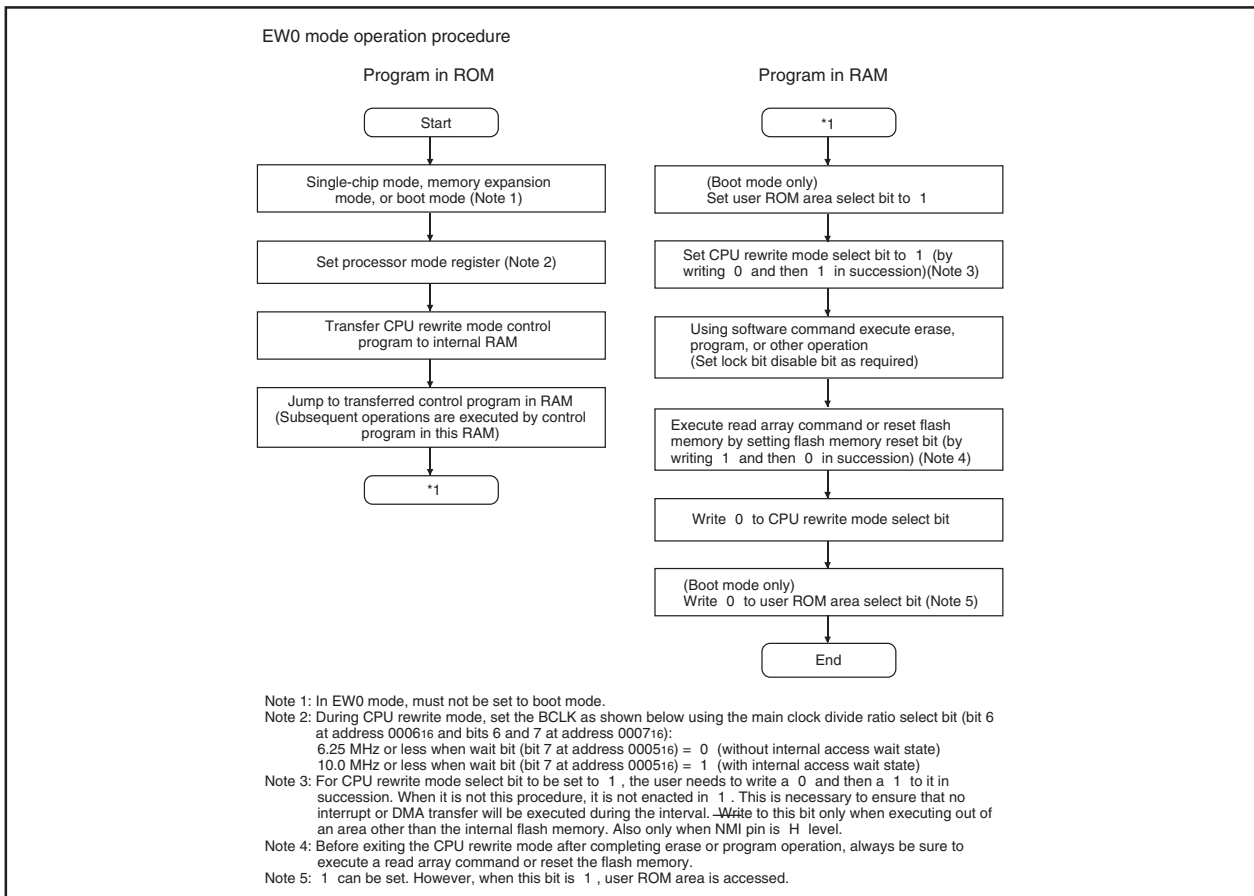 EW0 mode operation procedure
Program in ROM
Start
Single-chip mode, memory expansion
mode, or boot mode (Note 1)
Set processor mode register (Note 2)
Transfer CPU rewrite mode control
program to internal RAM
Jump to transferred control program in RAM
(Subsequent operations are executed by control
program in this RAM)
*1
Program in RAM
*1
(Boot mode only)
Set user ROM area select bit to 1
Set CPU rewrite mode select bit to 1 (by
writing 0 and then 1 in succession)(Note 3)
Using software command execute erase,
program, or other operation
(Set lock bit disable bit as required)
Execute read array command or reset flash
memory by setting flash memory reset bit (by
writing 1 and then 0 in succession) (Note 4)
Write 0 to CPU rewrite mode select bit
(Boot mode only)
Write 0 to user ROM area select bit (Note 5)
End
Note 1: In EW0 mode, must not be set to boot mode.
Note 2: During CPU rewrite mode, set the BCLK as shown below using the main clock divide ratio select bit (bit 6
at address 000616 and bits 6 and 7 at address 000716):
6.25 MHz or less when wait bit (bit 7 at address 000516) = 0 (without internal access wait state)
10.0 MHz or less when wait bit (bit 7 at address 000516) = 1 (with internal access wait state)
Note 3: For CPU rewrite mode select bit to be set to 1 , the user needs to write a 0 and then a 1 to it in
succession. When it is not this procedure, it is not enacted in 1 . This is necessary to ensure that no
interrupt or DMA transfer will be executed during the interval. Write to this bit only when executing out of
an area other than the internal flash memory. Also only when NMI pin is H level.
Note 4: Before exiting the CPU rewrite mode after completing erase or program operation, always be sure to
execute a read array command or reset the flash memory.
Note 5: 1 can be set. However, when this bit is 1 , user ROM area is accessed.